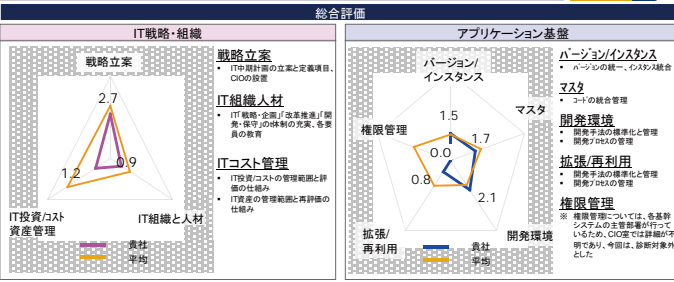 総合評価
IT戦略・組織
戦略立案
2.7
1.2
0.9
IT投資/コスト
資産管理
IT組織と人材
貴社
平均
戦略立案
• IT中期計画の立案と定義項目、
CIOの設置
IT組織人材
• IT「戦略・企画」「改革推進」「開
発・保守」の体制の充実、各要
員の教育
ITコスト管理
• IT投資/コストの管理範囲と評
価の仕組み
• IT資産の管理範囲と再評価の
仕組み
アプリケーション基盤
バージョン/
インスタンス
マスタ
権限管理
1.5
1.7
0.0
0.8
2.1
拡張/
再利用
開発環境
貴社
平均
バージョン/インスタンス
• バージョンの統一、インスタンス統合
マスタ
• コードの統合管理
開発環境
• 開発手法の標準化と管理
• 開発プロセスの管理
拡張/再利用
• 開発手法の標準化と管理
• 開発プロセスの管理
権限管理
※ 権限管理については、各基幹
システムの主管部署が行って
いるため、CIO室では詳細が不
明であり、今回は、診断対象外
とした